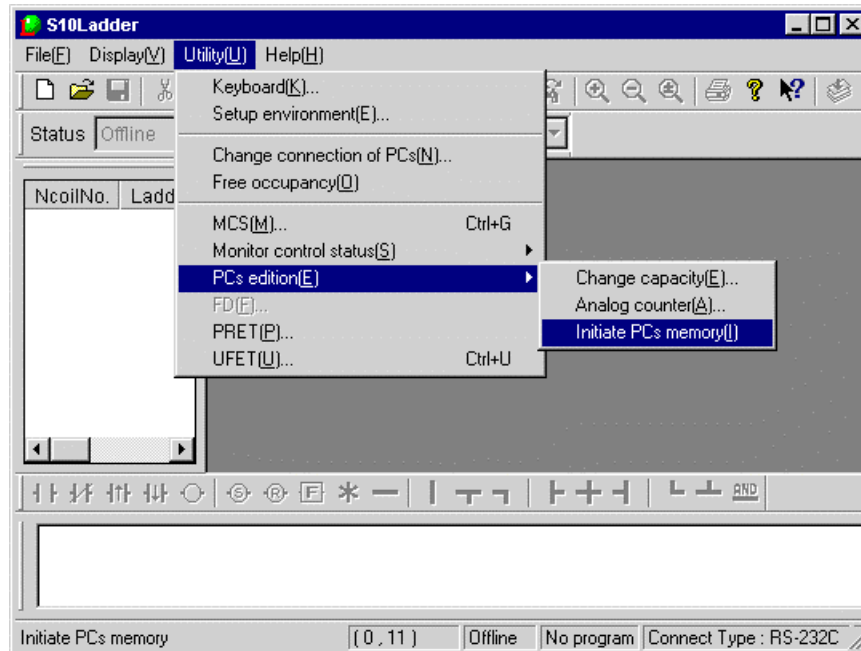 S10Ladder
File(F) Display(V) Utility(U) Help(H)
Keyboard(K)...
Setup environment(E)...
Status Offline
Change connection of PCs(N)...
Free occupancy(O)
NcoilNo. Ladd
MCS(M)... Ctrl+G
Monitor control status(S)
PCs edition(E)
Change capacity(E)...
FD(F)...
Analog counter(A)...
PRET(P)...
Initiate PCs memory(I)
UFET(U)... Ctrl+U
S R F AND
Initiate PCs memory (0,11) Offline No program Connect Type : RS-232C